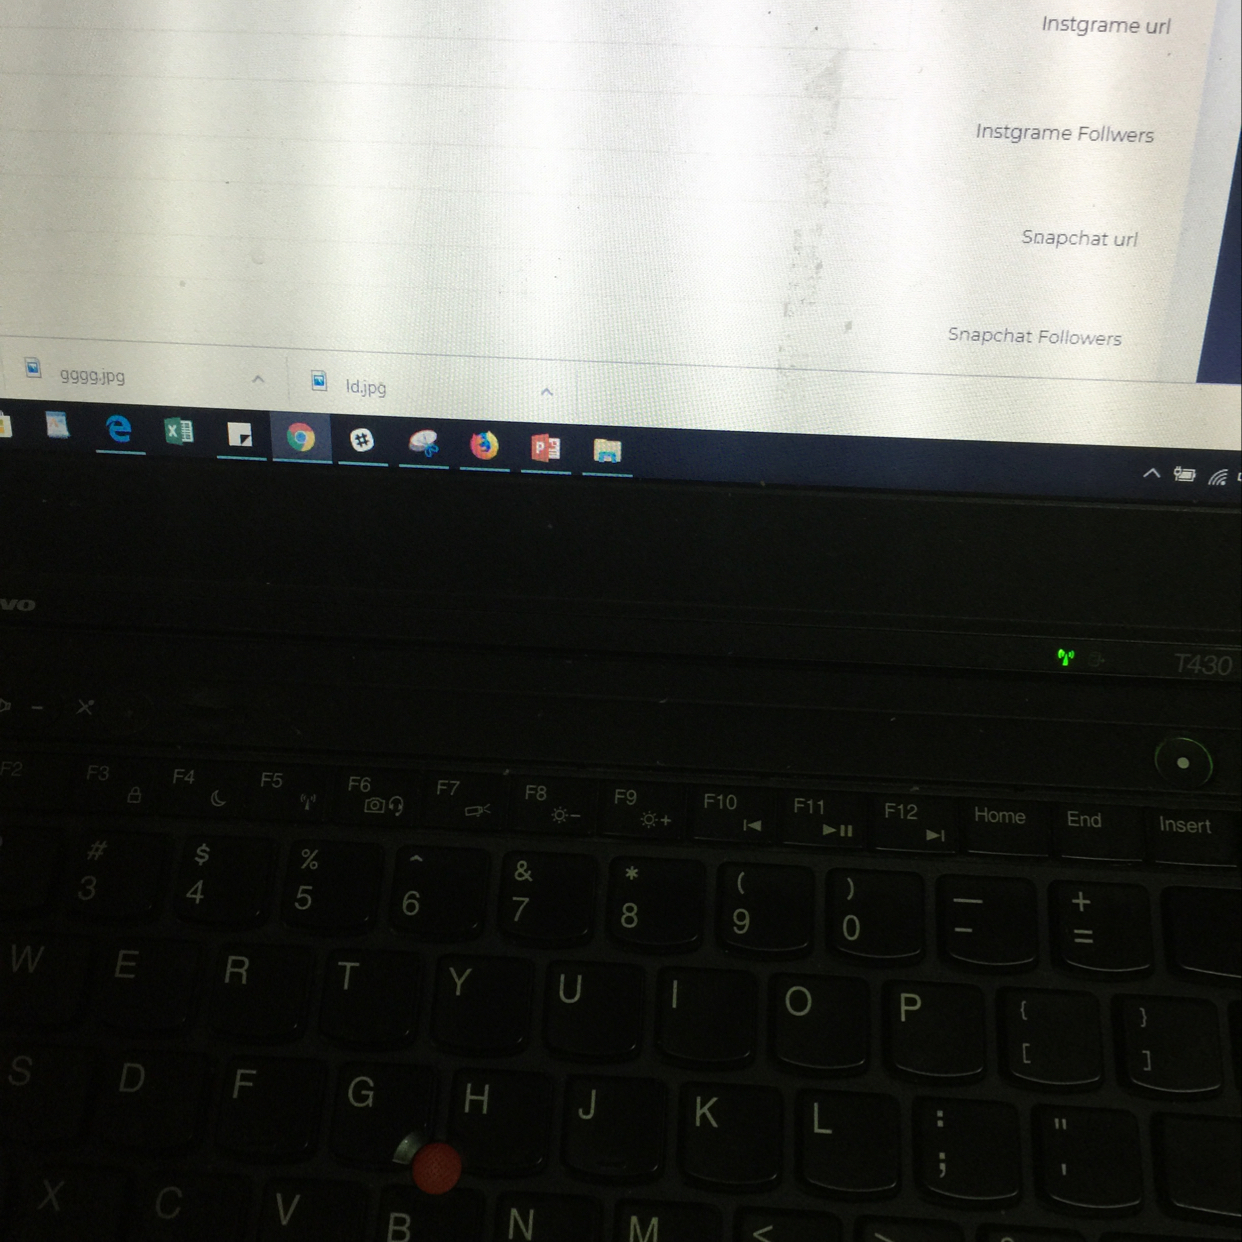 Instgrame url
Instgrame Follwers
Snapchat url
Snapchat Followers
gggg.jpg
ld.jpg
vo
T430
F2 F3 F4 F5 F6 F7 F8 F9 F10 F11 F12 Home End Insert
# $ % ^ & * ( ) — +
3 4 5 6 7 8 9 0 - =
W E R T Y U I O P { }
[ ]
S D F G H J K L : "
; '
X C V B N M <